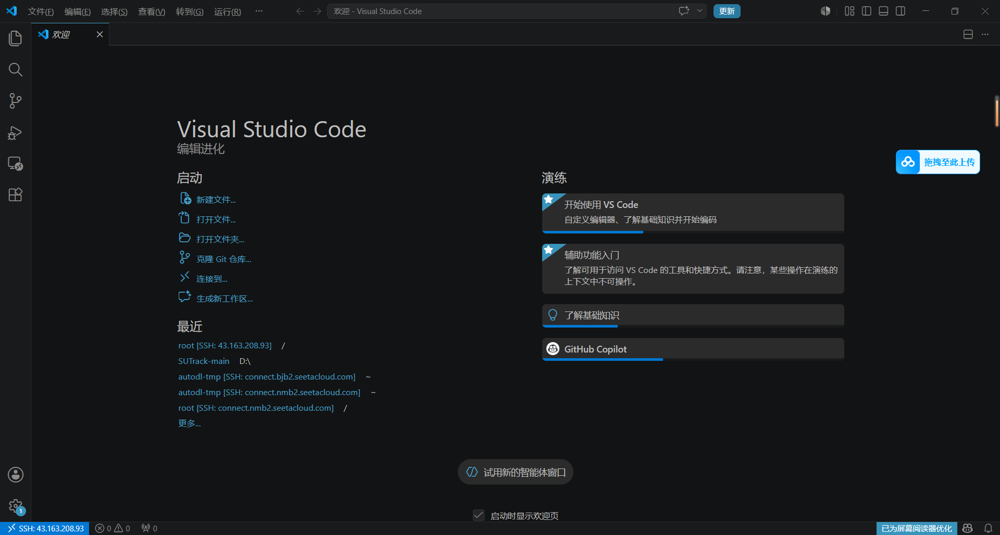 文件(F) 编辑(E) 选择(S) 查看(V) 转到(G) 运行(R) ··· 欢迎 - Visual Studio Code 更新
欢迎
Visual Studio Code
编辑进化
启动
新建文件...
打开文件...
打开文件夹...
克隆 Git 仓库...
连接到...
生成新工作区...
最近
root [SSH: 43.163.208.93] /
SUTrack-main D:\
autodl-tmp [SSH: connect.bjb2.seetacloud.com] ~
autodl-tmp [SSH: connect.nmb2.seetacloud.com] ~
root [SSH: connect.nmb2.seetacloud.com] /
更多...
演练
开始使用 VS Code
自定义编辑器、了解基础知识并开始编码
辅助功能入门
了解可用于访问 VS Code 的工具和快捷方式。请注意，某些操作在演练的
上下文中不可操作。
了解基础知识
GitHub Copilot
拖拽至此上传
试用新的智能体窗口
启动时显示欢迎页
1
SSH: 43.163.208.93 0 0 0 已为屏幕阅读器优化